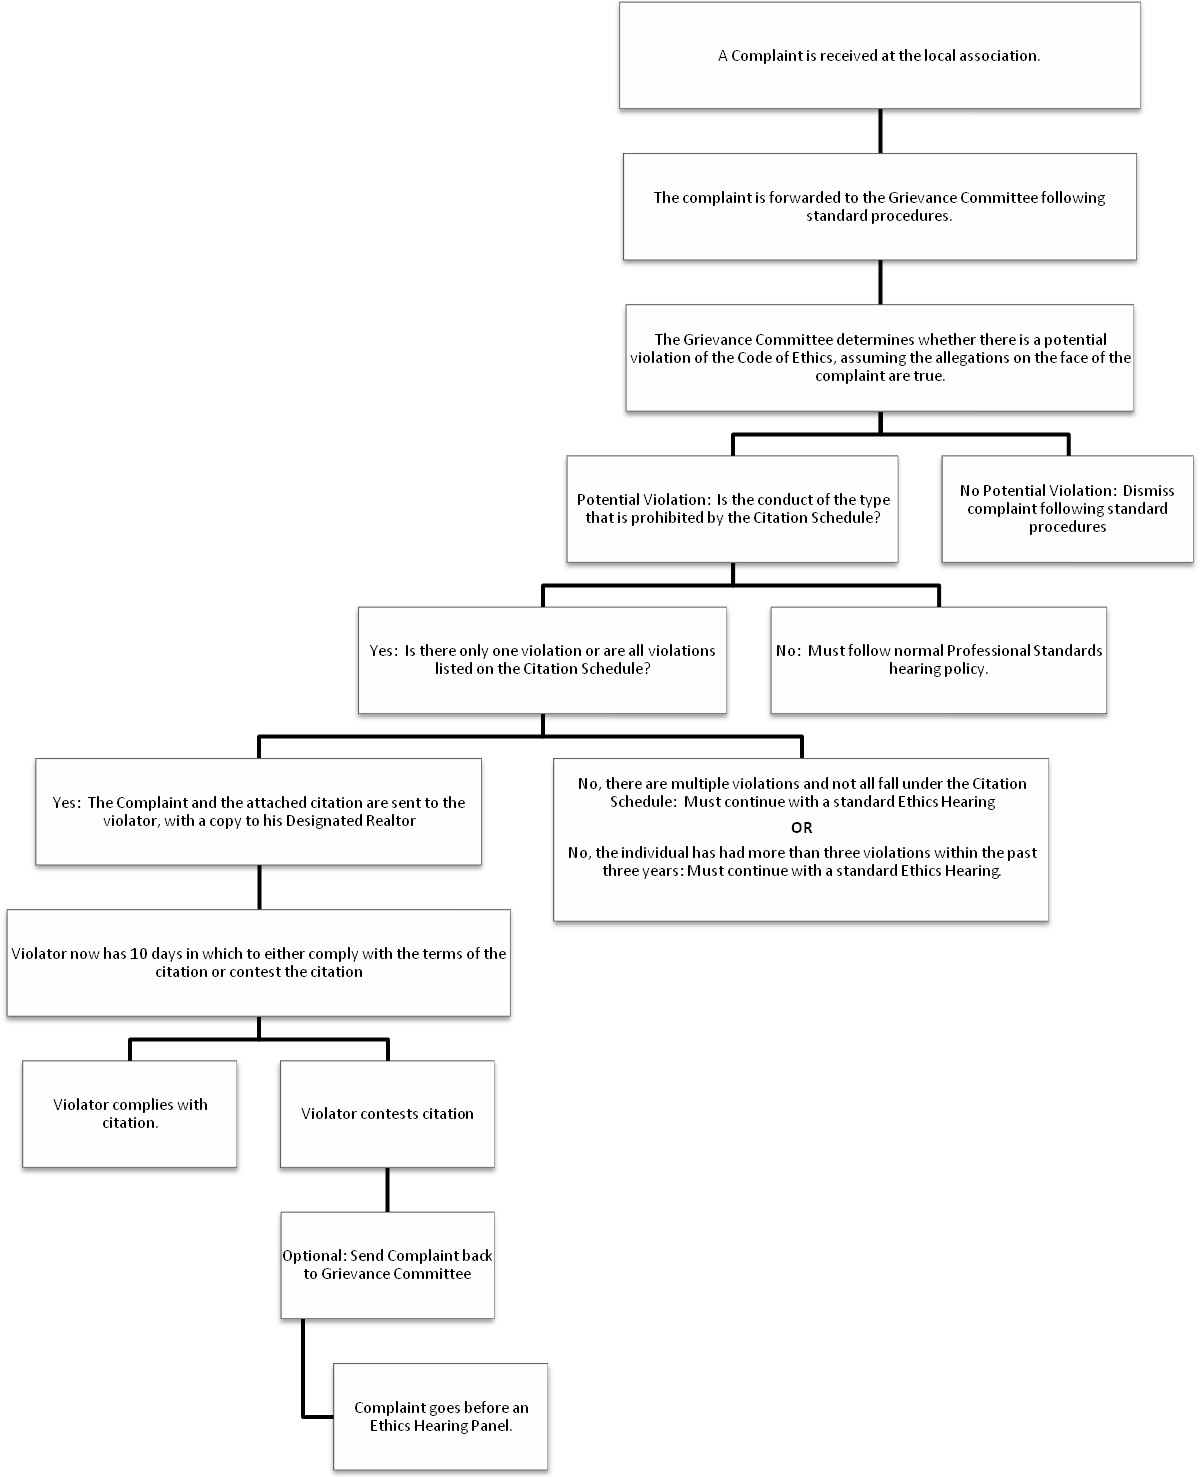 A Complaint is received at the local association.
The complaint is forwarded to the Grievance Committee following
standard procedures.
The Grievance Committee determines whether there is a potential
violation of the Code of Ethics, assuming the allegations on the face of the
complaint are true.
Potential Violation:  Is the conduct of the type
that is prohibited by the Citation Schedule?
No Potential Violation:  Dismiss
complaint following standard
procedures
Yes:  Is there only one violation or are all violations
listed on the Citation Schedule?
No:  Must follow normal Professional Standards
hearing policy.
Yes:  The Complaint and the attached citation are sent to the
violator, with a copy to his Designated Realtor
No, there are multiple violations and not all fall under the Citation
Schedule:  Must continue with a standard Ethics Hearing
OR
No, the individual has had more than three violations within the past
three years: Must continue with a standard Ethics Hearing.
Violator now has 10 days in which to either comply with the terms of the
citation or contest the citation
Violator complies with
citation.
Violator contests citation
Optional: Send Complaint back
to Grievance Committee
Complaint goes before an
Ethics Hearing Panel.